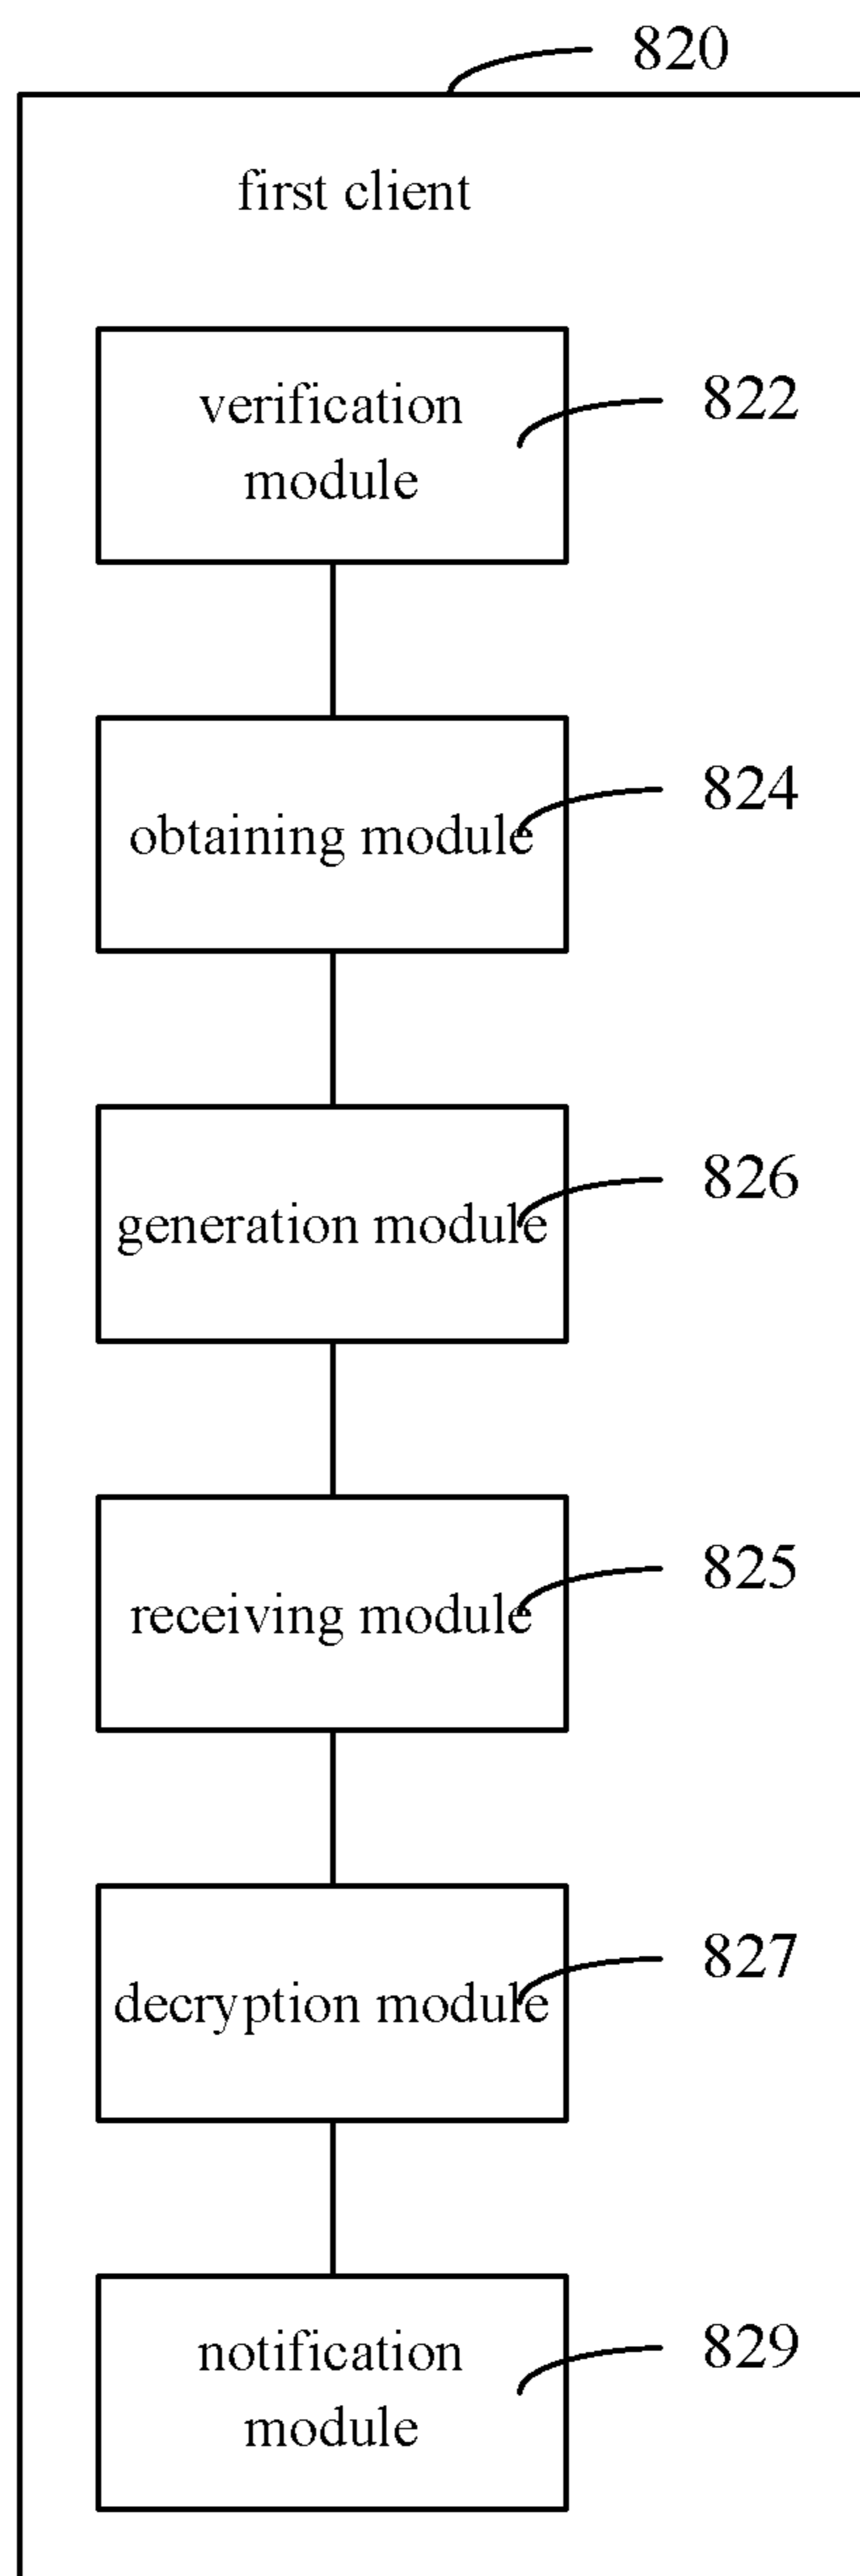 820
first client
verification
module
822
obtaining module
824
generation module
826
receiving module
825
decryption module
827
notification
module
829